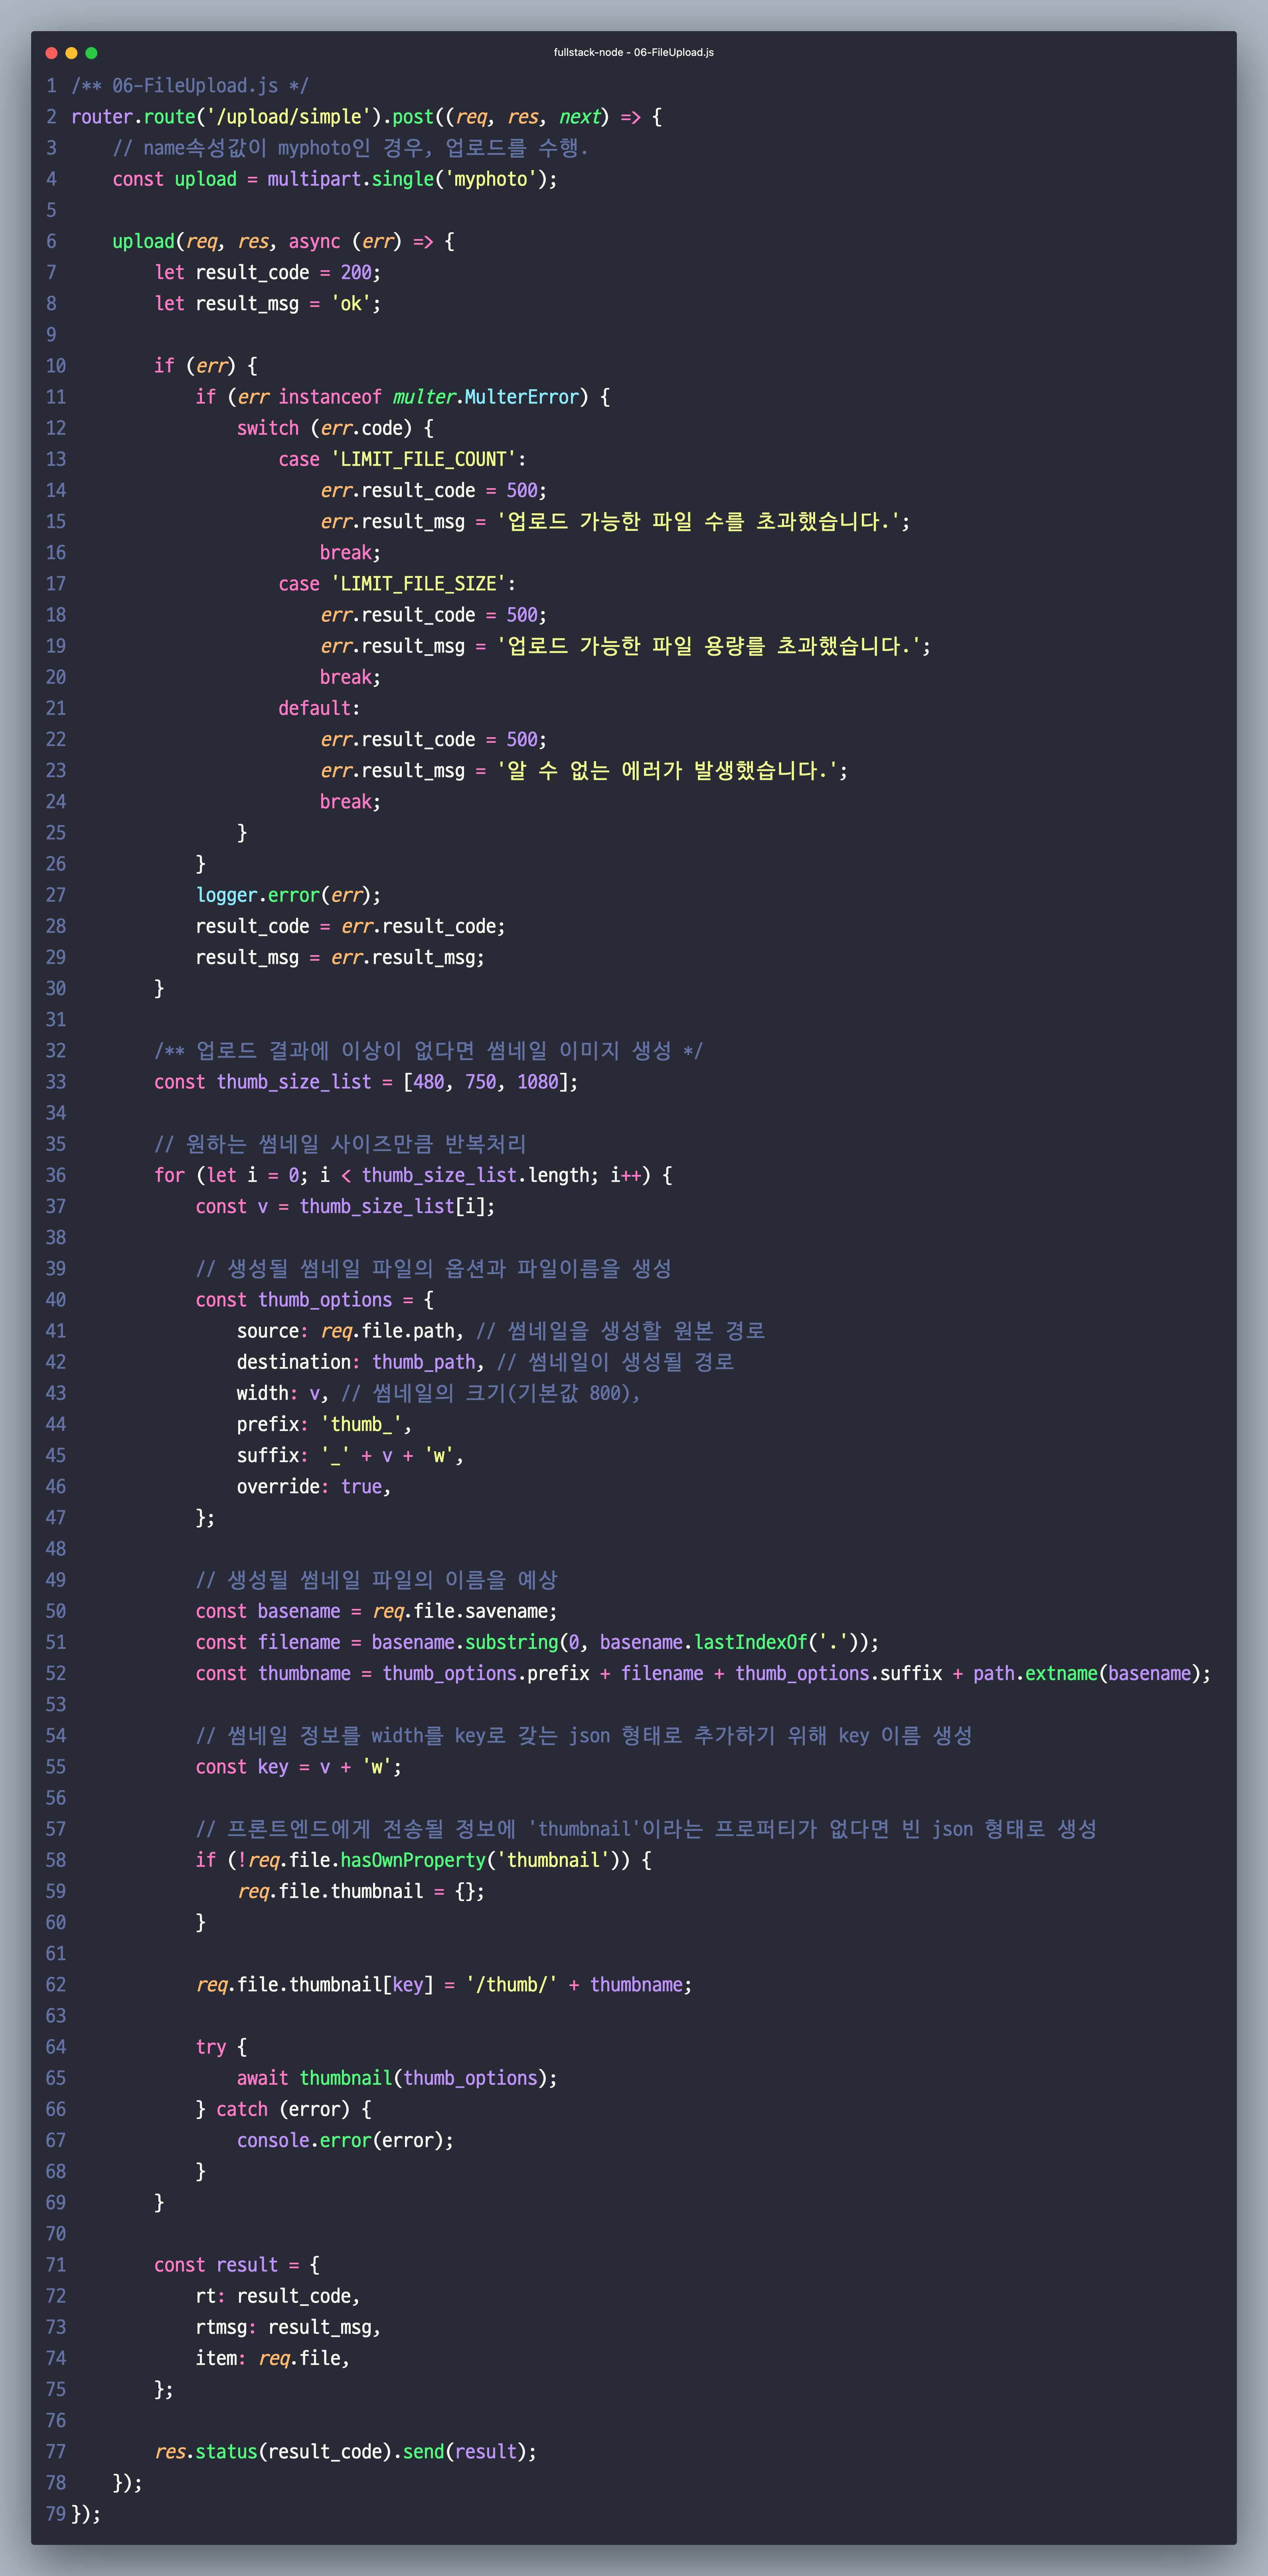 fullstack-node - 06-FileUpload.js
1 /** 06-FileUpload.js */
2 router.route('/upload/simple').post((req, res, next) => {
3     // name속성값이 myphoto인 경우, 업로드를 수행.
4     const upload = multipart.single('myphoto');
5
6     upload(req, res, async (err) => {
7         let result_code = 200;
8         let result_msg = 'ok';
9
10         if (err) {
11             if (err instanceof multer.MulterError) {
12                 switch (err.code) {
13                     case 'LIMIT_FILE_COUNT':
14                         err.result_code = 500;
15                         err.result_msg = '업로드 가능한 파일 수를 초과했습니다.';
16                         break;
17                     case 'LIMIT_FILE_SIZE':
18                         err.result_code = 500;
19                         err.result_msg = '업로드 가능한 파일 용량를 초과했습니다.';
20                         break;
21                     default:
22                         err.result_code = 500;
23                         err.result_msg = '알 수 없는 에러가 발생했습니다.';
24                         break;
25                 }
26             }
27             logger.error(err);
28             result_code = err.result_code;
29             result_msg = err.result_msg;
30         }
31
32         /** 업로드 결과에 이상이 없다면 썸네일 이미지 생성 */
33         const thumb_size_list = [480, 750, 1080];
34
35         // 원하는 썸네일 사이즈만큼 반복처리
36         for (let i = 0; i < thumb_size_list.length; i++) {
37             const v = thumb_size_list[i];
38
39             // 생성될 썸네일 파일의 옵션과 파일이름을 생성
40             const thumb_options = {
41                 source: req.file.path, // 썸네일을 생성할 원본 경로
42                 destination: thumb_path, // 썸네일이 생성될 경로
43                 width: v, // 썸네일의 크기(기본값 800),
44                 prefix: 'thumb_',
45                 suffix: '_' + v + 'w',
46                 override: true,
47             };
48
49             // 생성될 썸네일 파일의 이름을 예상
50             const basename = req.file.savename;
51             const filename = basename.substring(0, basename.lastIndexOf('.'));
52             const thumbname = thumb_options.prefix + filename + thumb_options.suffix + path.extname(basename);
53
54             // 썸네일 정보를 width를 key로 갖는 json 형태로 추가하기 위해 key 이름 생성
55             const key = v + 'w';
56
57             // 프론트엔드에게 전송될 정보에 'thumbnail'이라는 프로퍼티가 없다면 빈 json 형태로 생성
58             if (!req.file.hasOwnProperty('thumbnail')) {
59                 req.file.thumbnail = {};
60             }
61
62             req.file.thumbnail[key] = '/thumb/' + thumbname;
63
64             try {
65                 await thumbnail(thumb_options);
66             } catch (error) {
67                 console.error(error);
68             }
69         }
70
71         const result = {
72             rt: result_code,
73             rtmsg: result_msg,
74             item: req.file,
75         };
76
77         res.status(result_code).send(result);
78     });
79 });